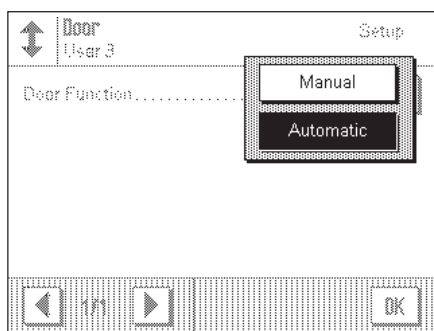 Door
Setup
User 3
Door Function..............
Manual
Automatic
1/1
OK